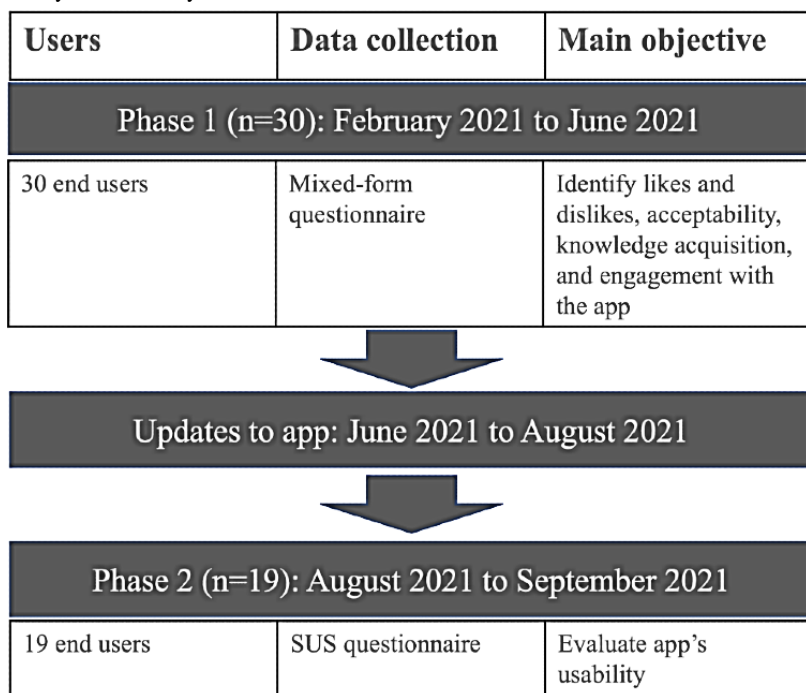 Users Data collection Main objective
Phase 1 (n=30): February 2021 to June 2021
30 end users Mixed-form questionnaire Identify likes and dislikes, acceptability, knowledge acquisition, and engagement with the app
Updates to app: June 2021 to August 2021
Phase 2 (n=19): August 2021 to September 2021
19 end users SUS questionnaire Evaluate app's usability